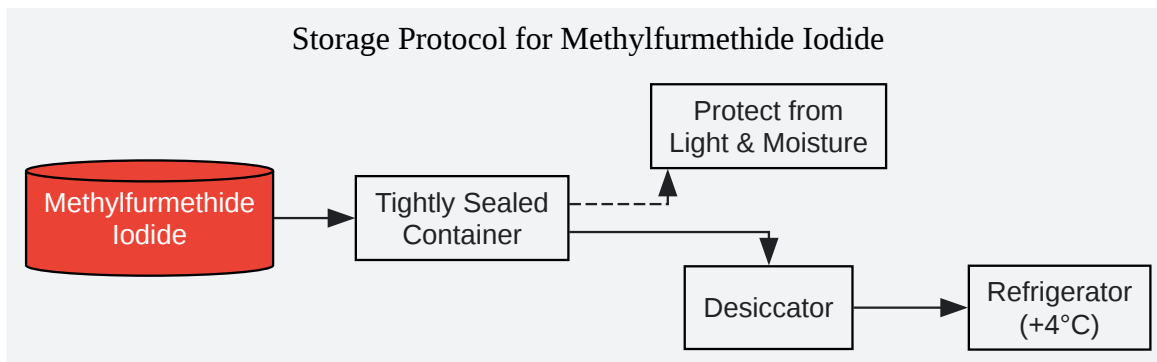 Storage Protocol for Methylfurmethide Iodide
Protect from
Light & Moisture
Methylfurmethide
Iodide
Tightly Sealed
Container
Desiccator
Refrigerator
(+4°C)